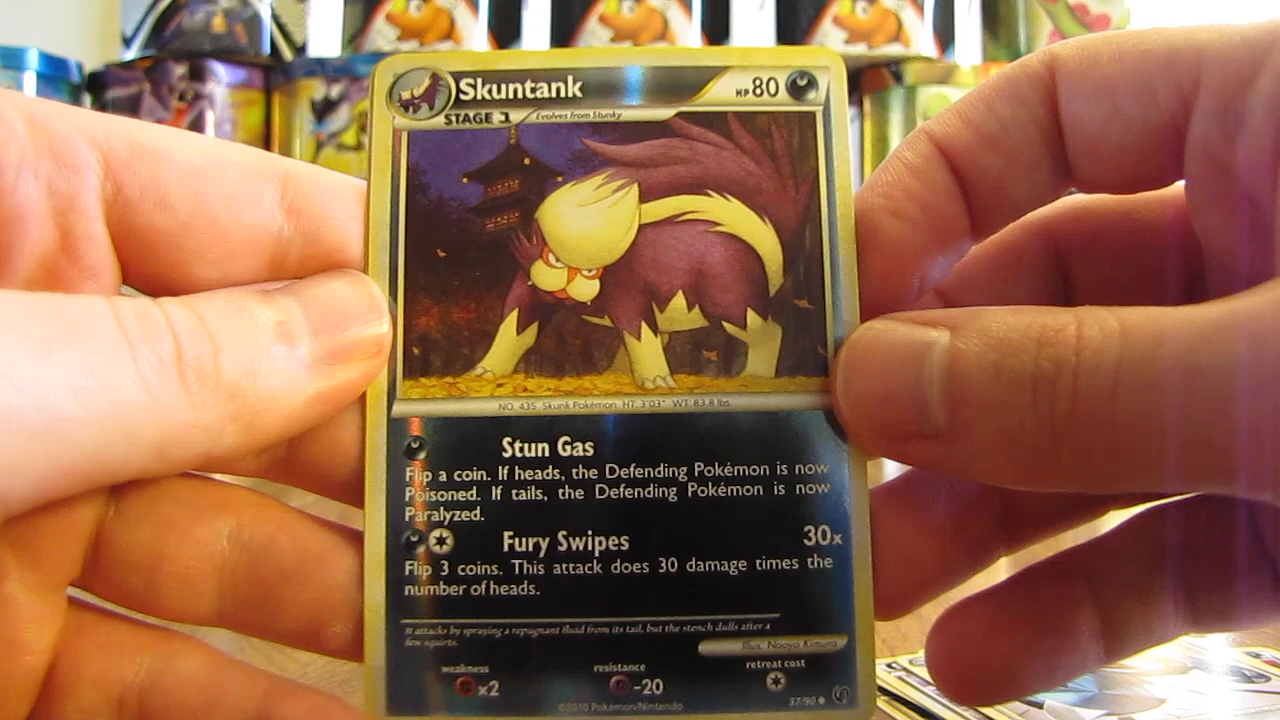 Skuntank
HP 80
STAGE 1 Evolves from Stunky
NO. 435 Skunk Pokémon HT: 3'03" WT: 83.8 lbs.
Stun Gas
Flip a coin. If heads, the Defending Pokémon is now
Poisoned. If tails, the Defending Pokémon is now
Paralyzed.
Fury Swipes 30x
Flip 3 coins. This attack does 30 damage times the
number of heads.
It attacks by spraying a repugnant fluid from its tail, but the stench dulls after a
few squirts.
Illus. Naoyo Kimura
weakness resistance retreat cost
x2 -20
©2010 Pokémon/Nintendo 37/90